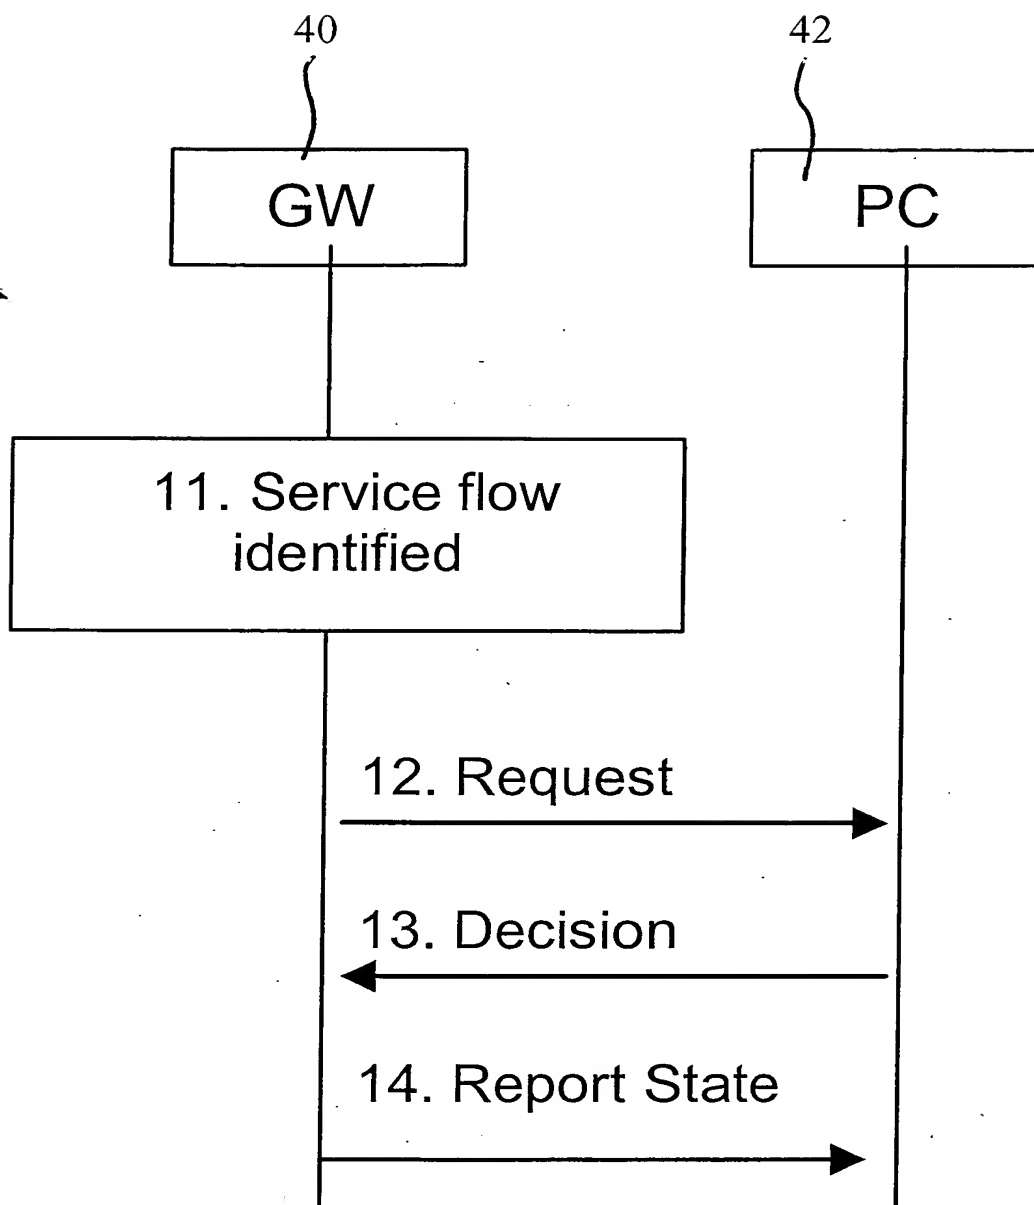 40
42
GW
PC
11. Service flow
identified
12. Request
13. Decision
14. Report State